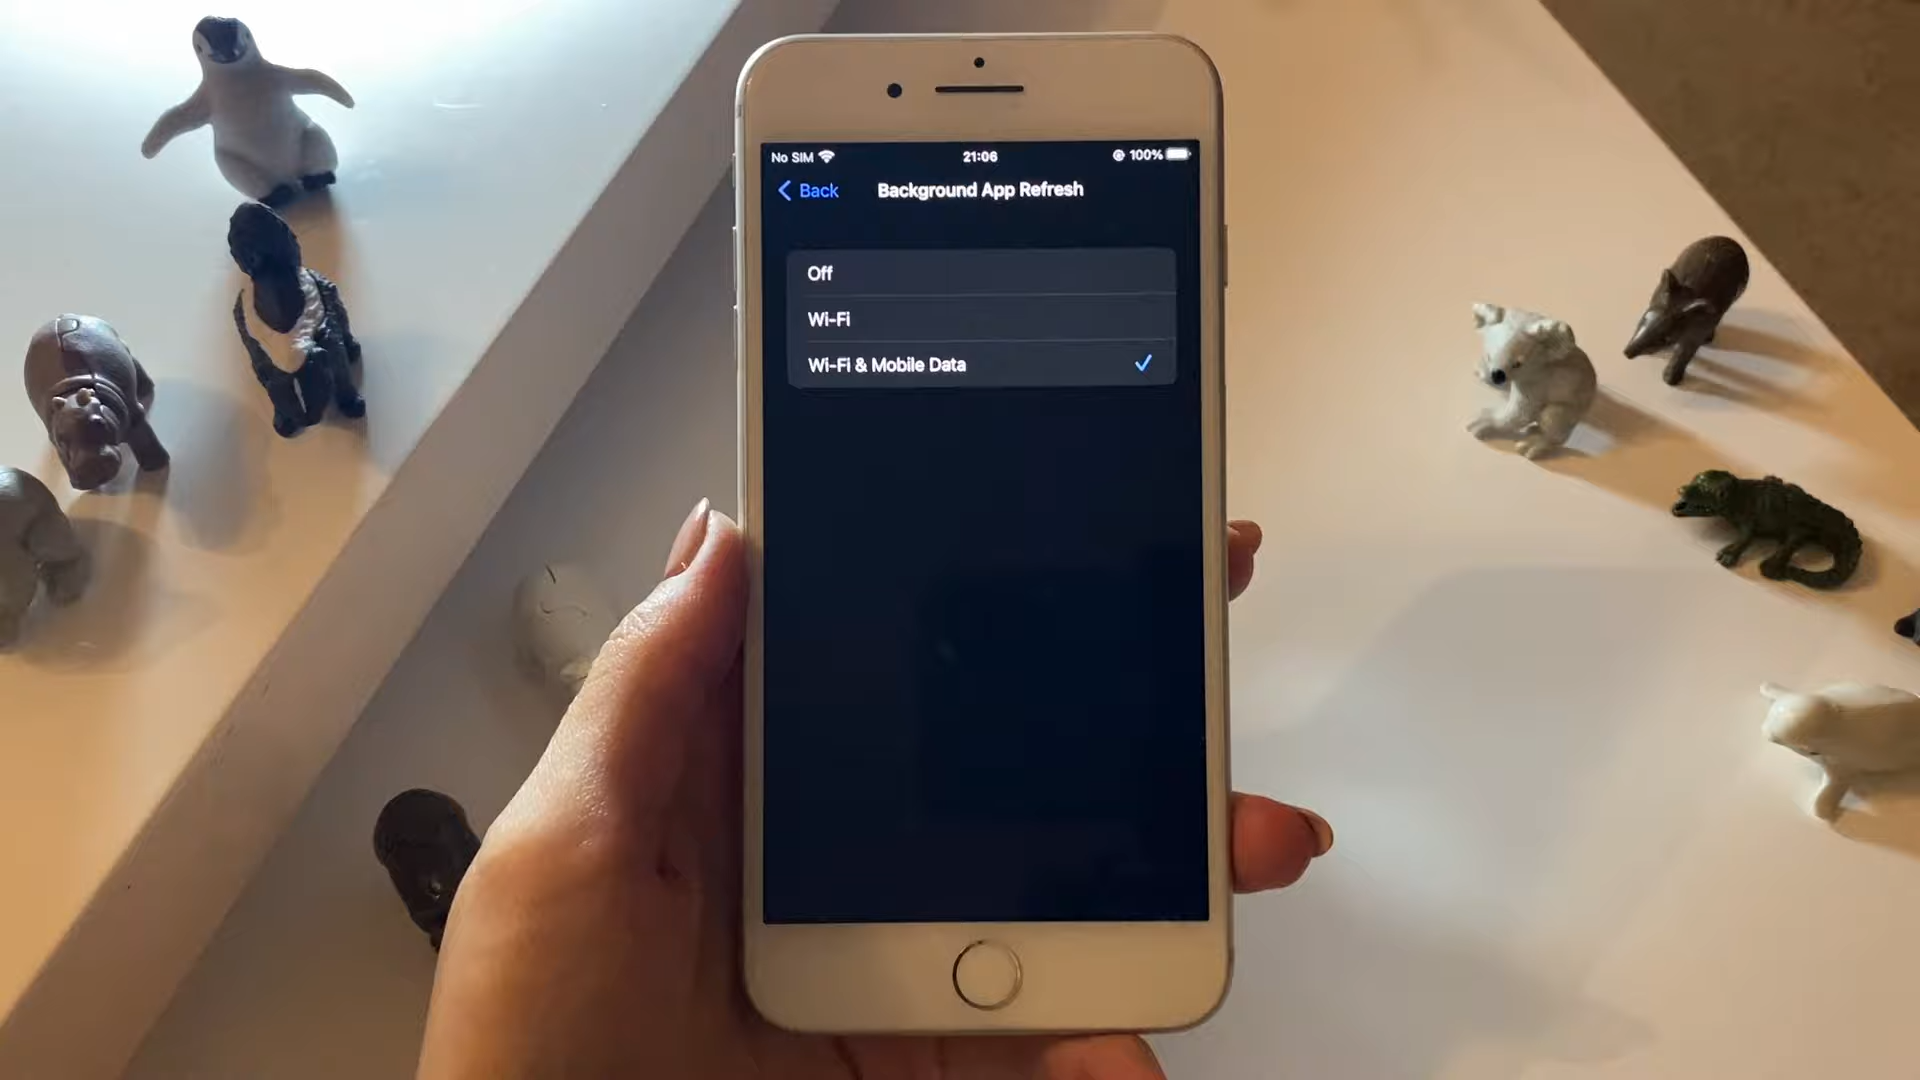 No SIM 21:06 100%
Back Background App Refresh
Off
Wi-Fi
Wi-Fi & Mobile Data